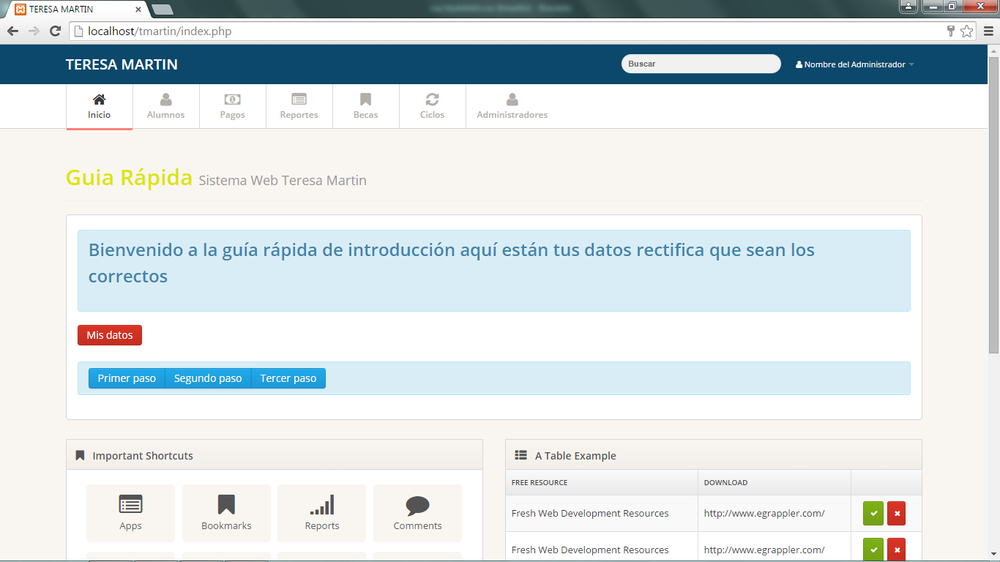 TERESA MARTIN
localhost/tmartin/index.php
TERESA MARTIN
Buscar
Nombre del Administrador
Inicio
Alumnos
Pagos
Reportes
Becas
Ciclos
Administradores
Guia Rápida Sistema Web Teresa Martin
Bienvenido a la guía rápida de introducción aquí están tus datos rectifica que sean los
correctos
Mis datos
Primer paso
Segundo paso
Tercer paso
Important Shortcuts
Apps
Bookmarks
Reports
Comments
A Table Example
FREE RESOURCE
DOWNLOAD
Fresh Web Development Resources
http://www.egrappler.com/
Fresh Web Development Resources
http://www.egrappler.com/